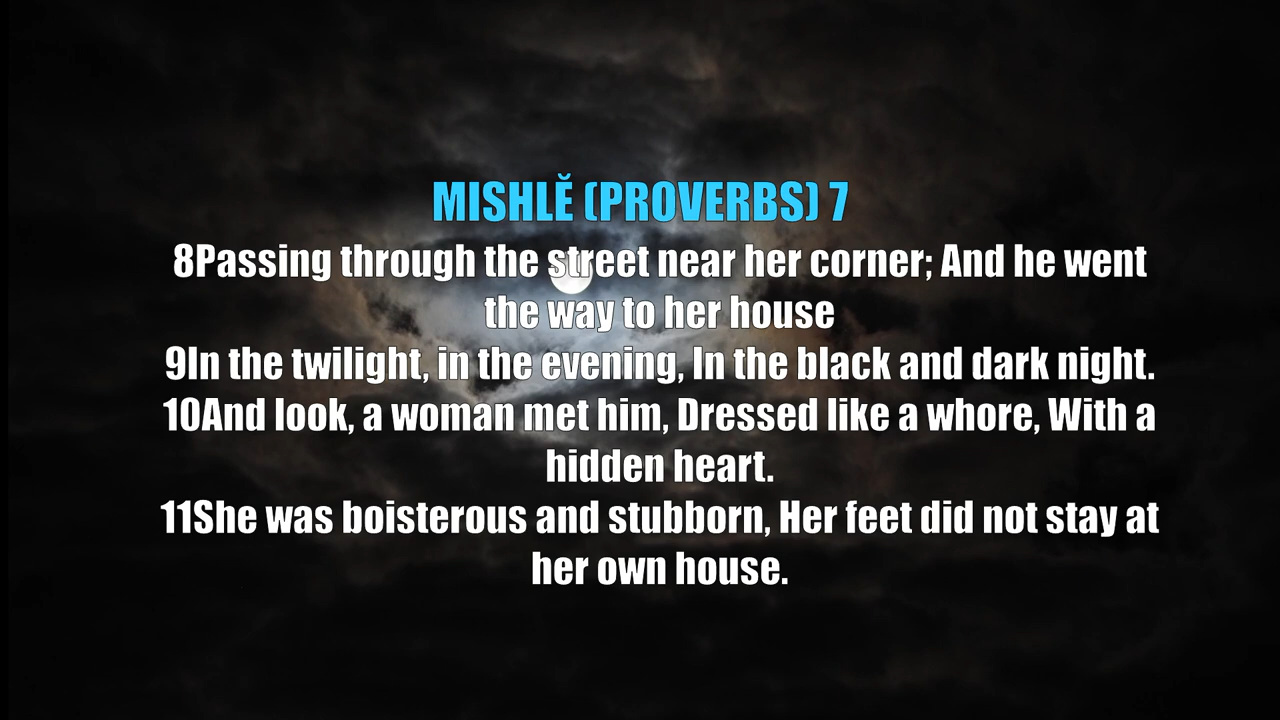 MISHLĔ (PROVERBS) 7
8Passing through the street near her corner; And he went
the way to her house
9In the twilight, in the evening, In the black and dark night.
10And look, a woman met him, Dressed like a whore, With a
hidden heart.
11She was boisterous and stubborn, Her feet did not stay at
her own house.